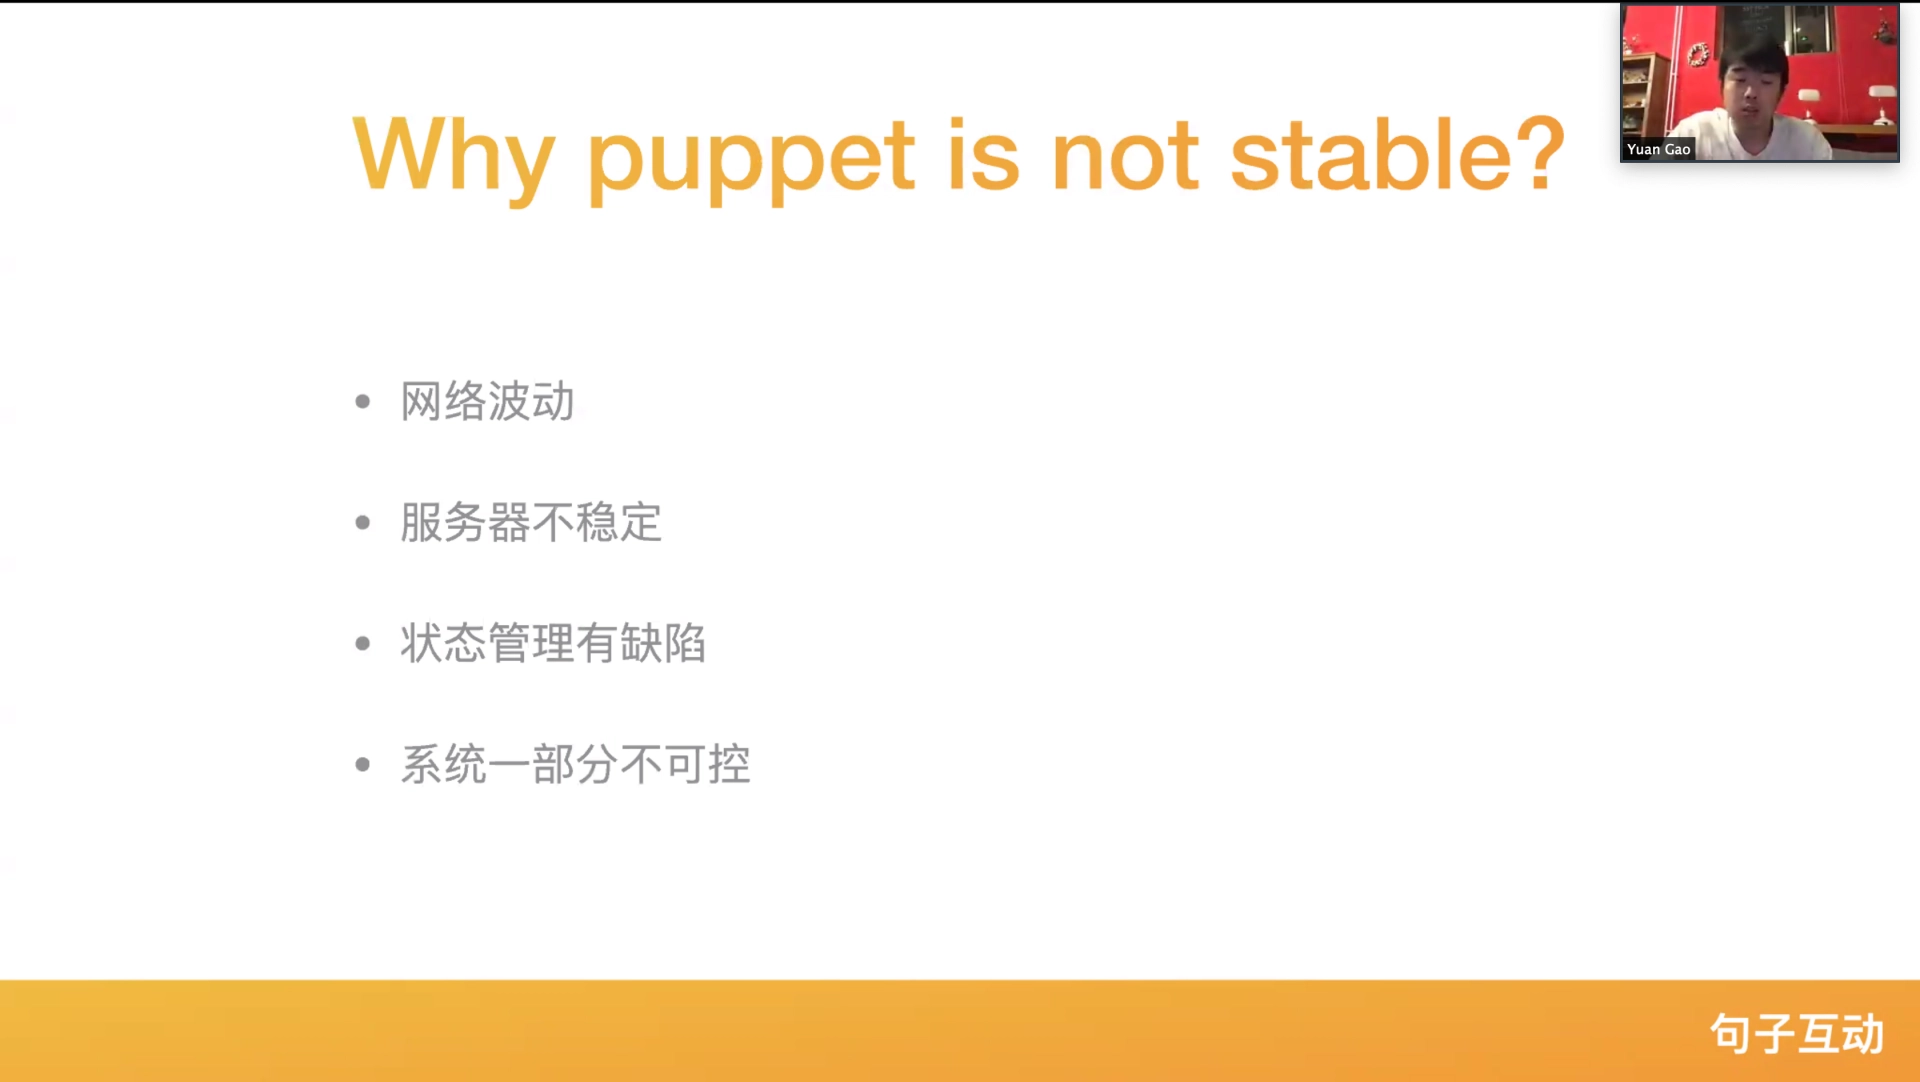 Why puppet is not stable?
Yuan Gao
• 网络波动
• 服务器不稳定
• 状态管理有缺陷
• 系统一部分不可控
句子互动